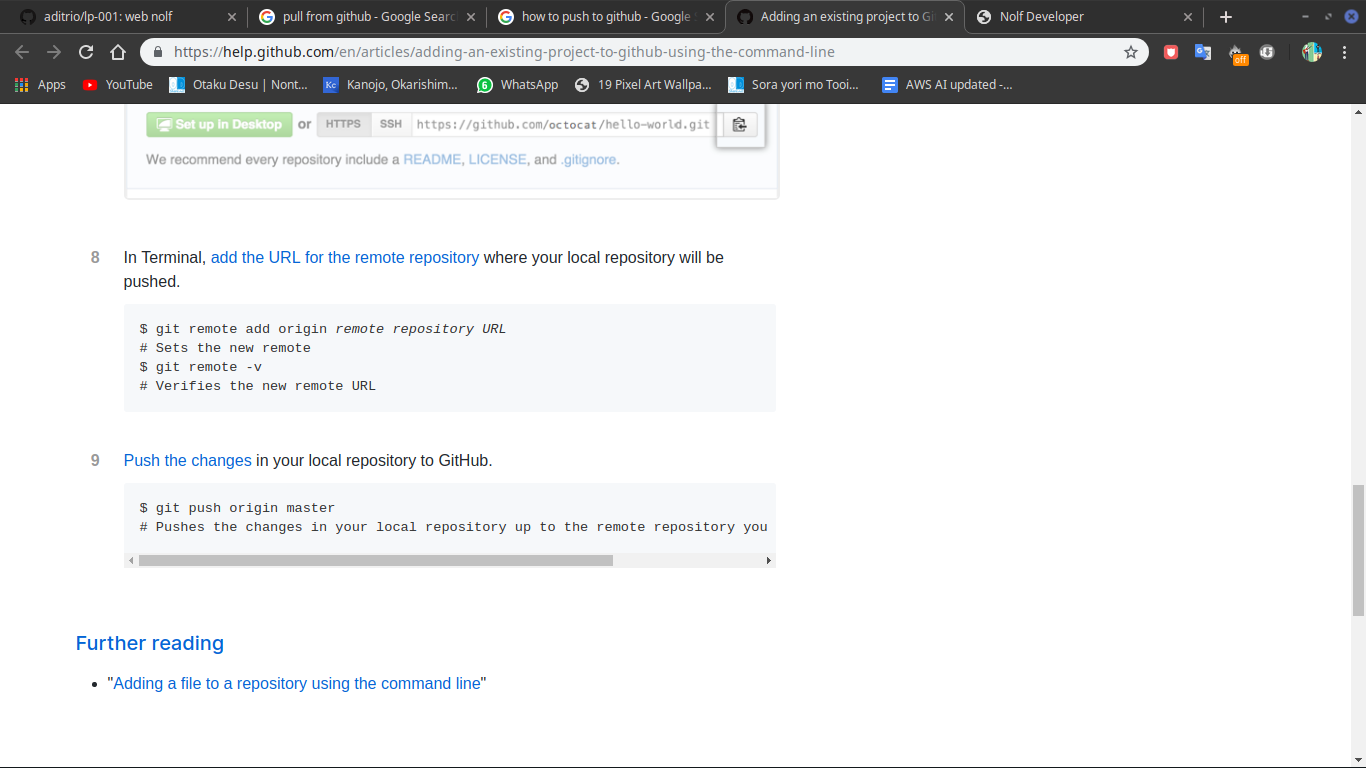 aditrio/lp-001: web nolf
pull from github - Google Searc
how to push to github - Google S
Adding an existing project to Gi
Nolf Developer
https://help.github.com/en/articles/adding-an-existing-project-to-github-using-the-command-line
off
Apps
YouTube
Otaku Desu | Nont...
Kc
Kanojo, Okarishim...
6
WhatsApp
19 Pixel Art Wallpa...
Sora yori mo Tooi...
AWS AI updated -...
Set up in Desktop or HTTPS SSH https://github.com/octocat/hello-world.git
We recommend every repository include a README, LICENSE, and .gitignore.
8 In Terminal, add the URL for the remote repository where your local repository will be
pushed.
$ git remote add origin remote repository URL
# Sets the new remote
$ git remote -v
# Verifies the new remote URL
9 Push the changes in your local repository to GitHub.
$ git push origin master
# Pushes the changes in your local repository up to the remote repository you
Further reading
• "Adding a file to a repository using the command line"